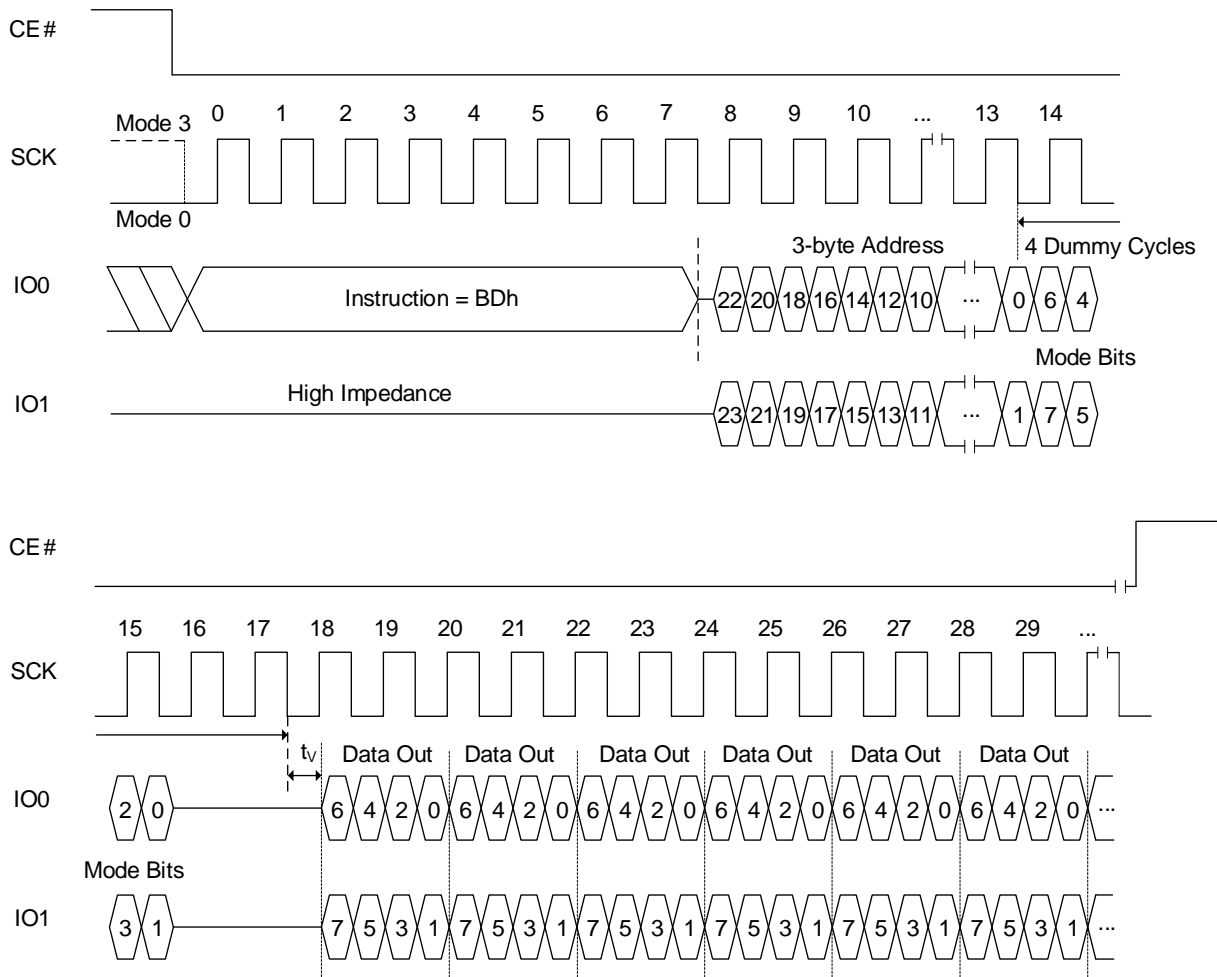 CE#
0 1 2 3 4 5 6 7 8 9 10 ... 13 14
Mode 3
SCK
Mode 0
3-byte Address 4 Dummy Cycles
IO0 Instruction = BDh 22 20 18 16 14 12 10 ... 0 6 4
Mode Bits
IO1 High Impedance 23 21 19 17 15 13 11 ... 1 7 5
CE#
15 16 17 18 19 20 21 22 23 24 25 26 27 28 29 ...
SCK
tV Data Out Data Out Data Out Data Out Data Out Data Out
IO0 2 0 6 4 2 0 6 4 2 0 6 4 2 0 6 4 2 0 6 4 2 0 6 4 2 0 ...
Mode Bits
IO1 3 1 7 5 3 1 7 5 3 1 7 5 3 1 7 5 3 1 7 5 3 1 7 5 3 1 ...